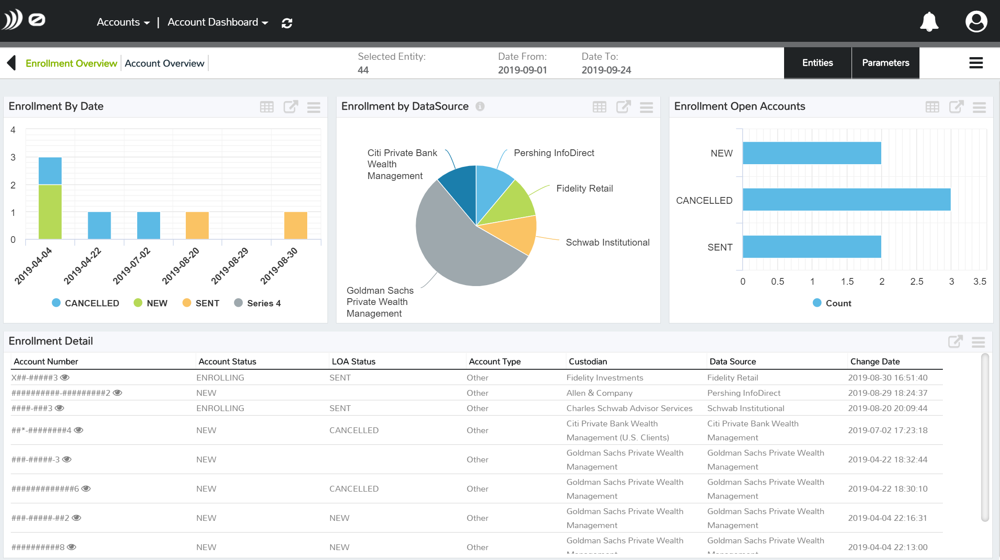 Accounts | Account Dashboard
Enrollment Overview Account Overview
Selected Entity:
44
Date From:
2019-09-01
Date To:
2019-09-24
Entities
Parameters
Enrollment By Date
4
3
2
1
0
2019-04-04
2019-04-22
2019-07-02
2019-08-20
2019-08-29
2019-08-30
CANCELLED NEW SENT Series 4
Enrollment by DataSource
Citi Private Bank
Wealth
Management
Pershing InfoDirect
Fidelity Retail
Schwab Institutional
Goldman Sachs
Private Wealth
Management
Enrollment Open Accounts
NEW
CANCELLED
SENT
0 0.5 1 1.5 2 2.5 3 3.5
Count
Enrollment Detail
Account Number Account Status LOA Status Account Type Custodian Data Source Change Date
X##-#####3 ENROLLING SENT Other Fidelity Investments Fidelity Retail 2019-08-30 16:51:40
##########-#########2 NEW Other Allen & Company Pershing InfoDirect 2019-08-29 18:24:37
####-###3 ENROLLING SENT Other Charles Schwab Advisor Services Schwab Institutional 2019-08-20 20:09:44
##*-########4 NEW CANCELLED Other Citi Private Bank Wealth Citi Private Bank Wealth 2019-07-02 17:23:18
Management (U.S. Clients) Management
###-#####-3 NEW Other Goldman Sachs Private Wealth Goldman Sachs Private Wealth 2019-04-22 18:32:44
Management Management
#############6 NEW CANCELLED Other Goldman Sachs Private Wealth Goldman Sachs Private Wealth 2019-04-22 18:30:10
Management Management
###-#####-##2 NEW NEW Other Goldman Sachs Private Wealth Goldman Sachs Private Wealth 2019-04-04 22:16:31
Management Management
##########8 NEW NEW Other Goldman Sachs Private Wealth Goldman Sachs Private Wealth 2019-04-04 22:13:00